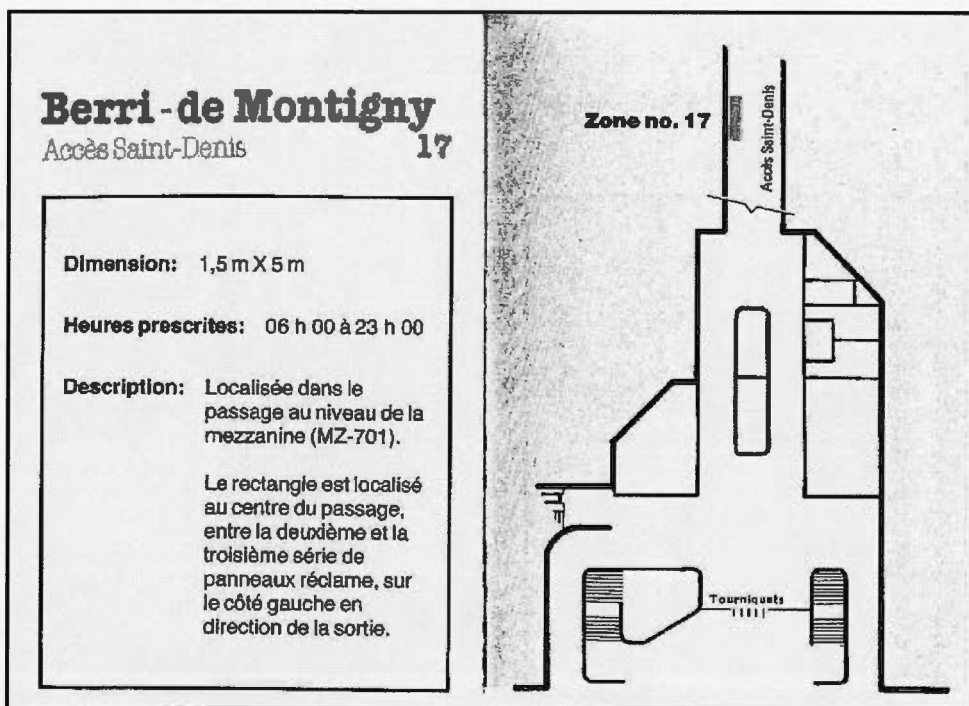 Berri-de Montigny
Accès Saint-Denis 17
Dimension: 1,5 m X 5 m
Heures prescrites: 06 h 00 à 23 h 00
Description: Localisée dans le
passage au niveau de la
mezzanine (MZ-701).
Le rectangle est localisé
au centre du passage,
entre la deuxième et la
troisième série de
panneaux réclame, sur
le côté gauche en
direction de la sortie.
Zone no. 17
Accès Saint-Denis
Tourniquets